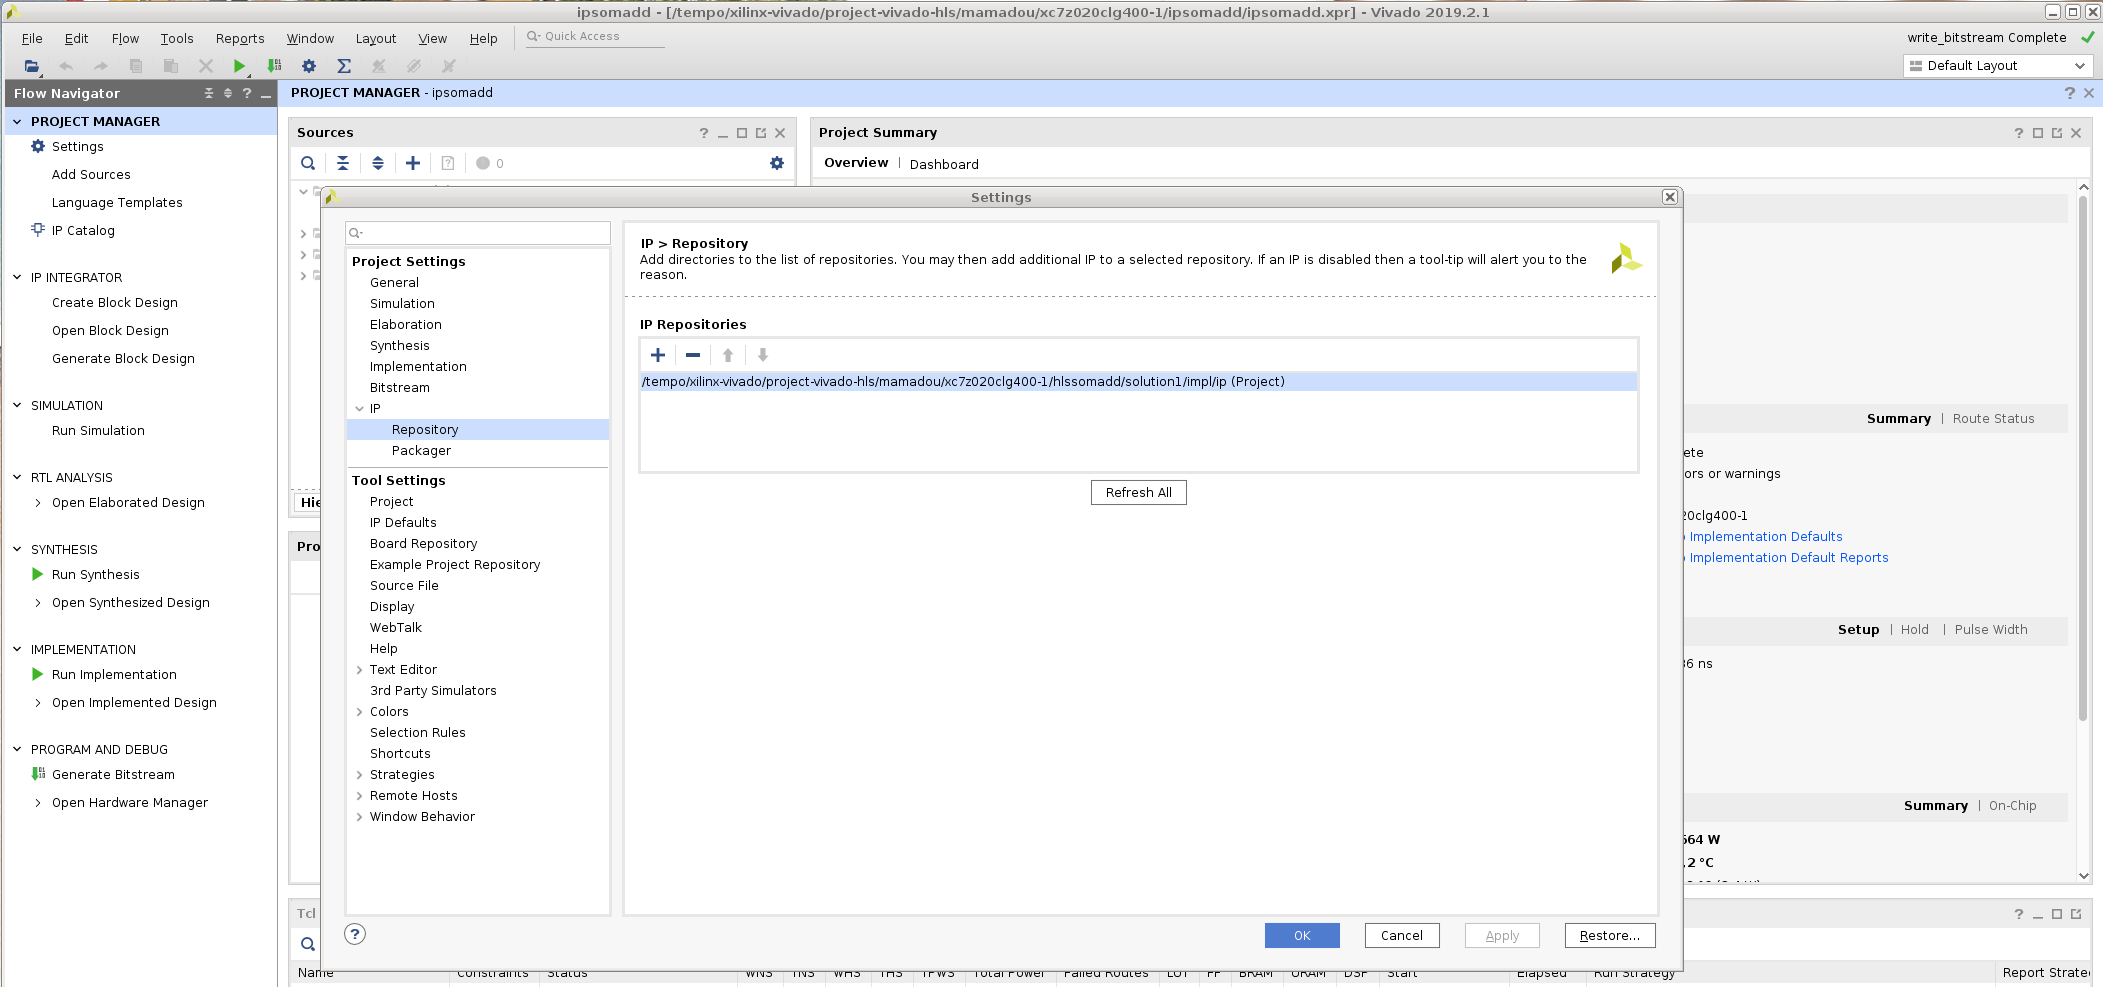 ipsomadd - [/tempo/xilinx-vivado/project-vivado-hls/mamadou/xc7z020clg400-1/ipsomadd/ipsomadd.xpr] - Vivado 2019.2.1
File Edit Flow Tools Reports Window Layout View Help Quick Access
write_bitstream Complete
Default Layout
Flow Navigator
PROJECT MANAGER - ipsomadd
PROJECT MANAGER
Settings
Add Sources
Language Templates
IP Catalog
IP INTEGRATOR
Create Block Design
Open Block Design
Generate Block Design
SIMULATION
Run Simulation
RTL ANALYSIS
Open Elaborated Design
SYNTHESIS
Run Synthesis
Open Synthesized Design
IMPLEMENTATION
Run Implementation
Open Implemented Design
PROGRAM AND DEBUG
Generate Bitstream
Open Hardware Manager
Sources
0
Hie
Pro
Tcl
Project Summary
Overview | Dashboard
Settings
Project Settings
General
Simulation
Elaboration
Synthesis
Implementation
Bitstream
IP
Repository
Packager
Tool Settings
Project
IP Defaults
Board Repository
Example Project Repository
Source File
Display
WebTalk
Help
Text Editor
3rd Party Simulators
Colors
Selection Rules
Shortcuts
Strategies
Remote Hosts
Window Behavior
IP > Repository
Add directories to the list of repositories. You may then add additional IP to a selected repository. If an IP is disabled then a tool-tip will alert you to the
reason.
IP Repositories
/tempo/xilinx-vivado/project-vivado-hls/mamadou/xc7z020clg400-1/hlssomadd/solution1/impl/ip (Project)
Refresh All
OK Cancel Apply Restore...
Summary | Route Status
ete
ors or warnings
20clg400-1
Implementation Defaults
Implementation Default Reports
Setup | Hold | Pulse Width
36 ns
Summary | On-Chip
564 W
.2 °C
Name Constraints Status WNS TNS WHS THS TPWS Total Power Failed Routes LUT FF BRAM URAM DSP Start Elapsed Run Strategy Report Strate